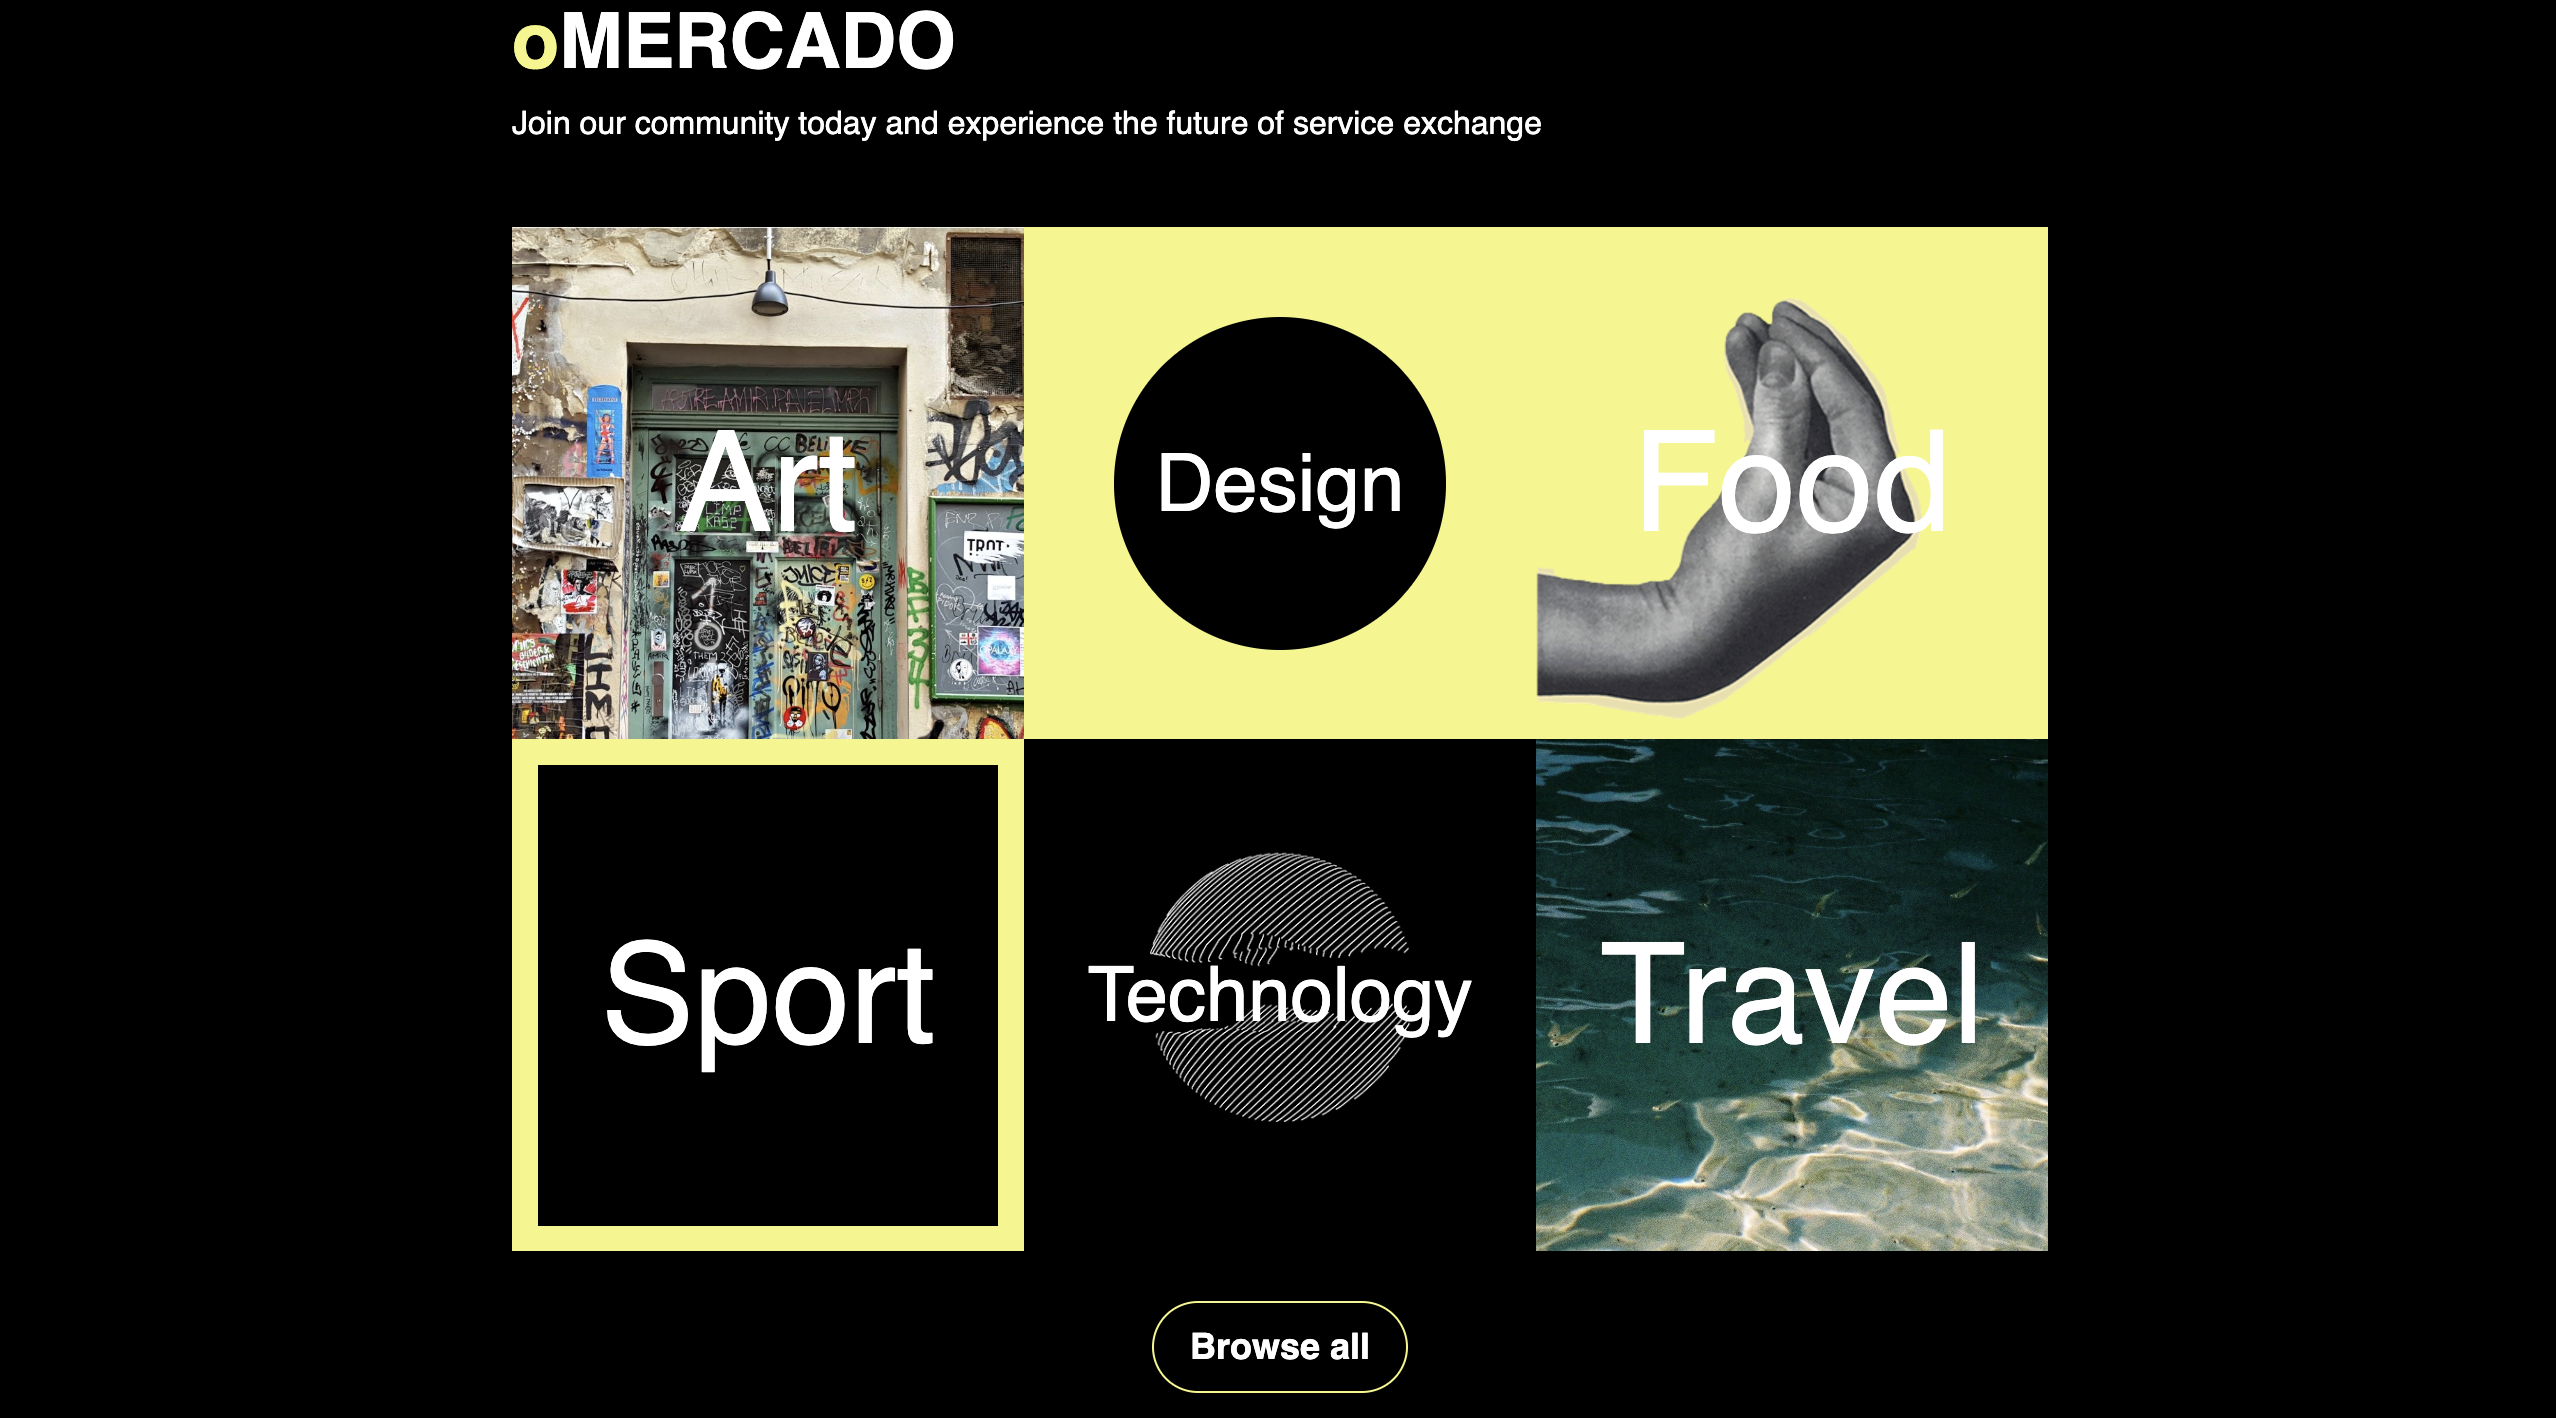 oMERCADO
Join our community today and experience the future of service exchange
Art
Design
Food
Sport
Technology
Travel
Browse all